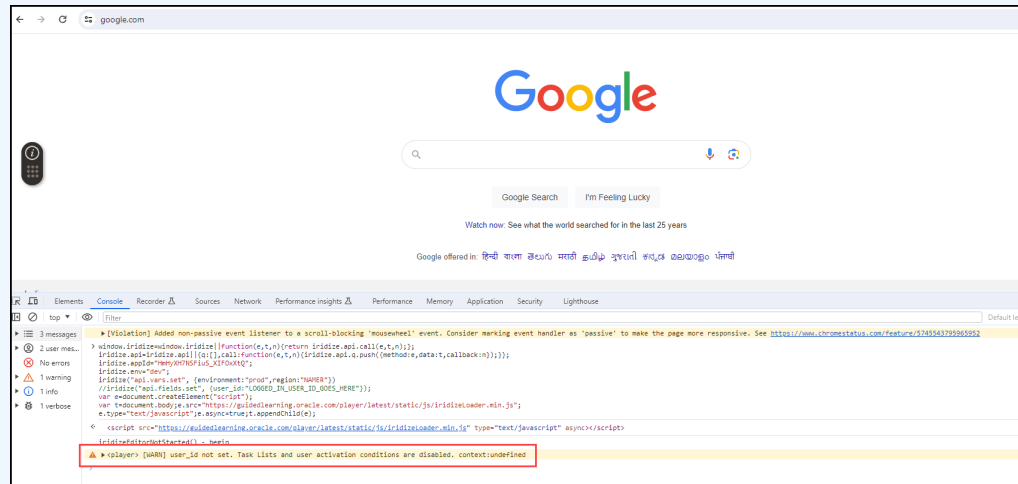 google.com
Google
Google Search I'm Feeling Lucky
Watch now: See what the world searched for in the last 25 years
Google offered in: हिन्दी বাংলা తెలుగు मराठी தமிழ் ગુજરાતી ಕನ್ನಡ മലയാളം ਪੰਜਾਬੀ
Elements Console Recorder Sources Network Performance insights Performance Memory Application Security Lighthouse
top Filter Default le
3 messages
2 user mes...
No errors
1 warning
1 info
1 verbose
[Violation] Added non-passive event listener to a scroll-blocking 'mousewheel' event. Consider marking event handler as 'passive' to make the page more responsive. See https://www.chromestatus.com/feature/5745543795965952
> window.iridize=window.iridize||function(e,t,n){return iridize.api.call(e,t,n);};
iridize.api=iridize.api||{q:[],call:function(e,t,n){iridize.api.q.push({method:e,data:t,callback:n});}};
iridize.appId="HmHyXH7NSFiuS_XIFOxXtQ";
iridize.env="dev";
iridize("api.vars.set", {environment:"prod",region:"NAMER"})
//iridize("api.fields.set", {user_id:"LOGGED_IN_USER_ID_GOES_HERE"});
var e=document.createElement("script");
var t=document.body;e.src="https://guidedlearning.oracle.com/player/latest/static/js/iridizeLoader.min.js";
e.type="text/javascript";e.async=true;t.appendChild(e);
<script src="https://guidedlearning.oracle.com/player/latest/static/js/iridizeLoader.min.js" type="text/javascript" async></script>
iridizeEditorNotStarted() - begin
<player> [WARN] user_id not set. Task Lists and user activation conditions are disabled. context:undefined